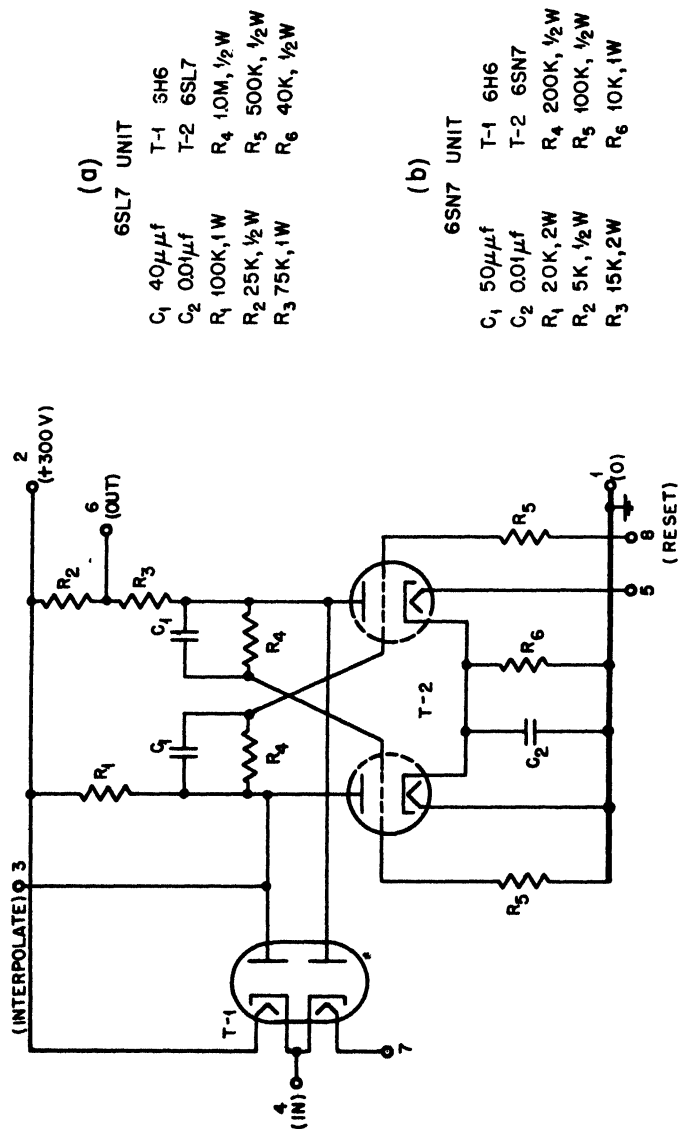 (INTERPOLATE) 3
2
(+300V)
R₂
6
(OUT)
R₁
R₃
C₁
C₁
R₄
R₄
T-1
4
(IN)
7
T-2
R₅
C₂
R₆
R₅
5
8
(RESET)
1
(0)
(a)
6SL7 UNIT
C₁ 40μμf T-1 3H6
C₂ 0.01μf T-2 6SL7
R₁ 100K, 1W R₄ 1.0M, ½W
R₂ 25K, ½W R₅ 500K, ½W
R₃ 75K, 1W R₆ 40K, ½W
(b)
6SN7 UNIT
C₁ 50μμf T-1 6H6
C₂ 0.01μf T-2 6SN7
R₁ 20K, 2W R₄ 200K, ½W
R₂ 5K, ½W R₅ 100K, ½W
R₃ 15K, 2W R₆ 10K, 1W